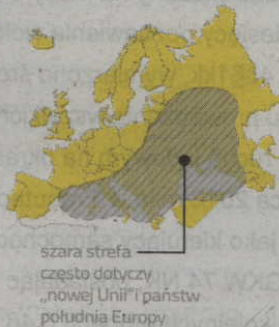 szara strefa
często dotyczy
„nowej Unii” i państw
południa Europy